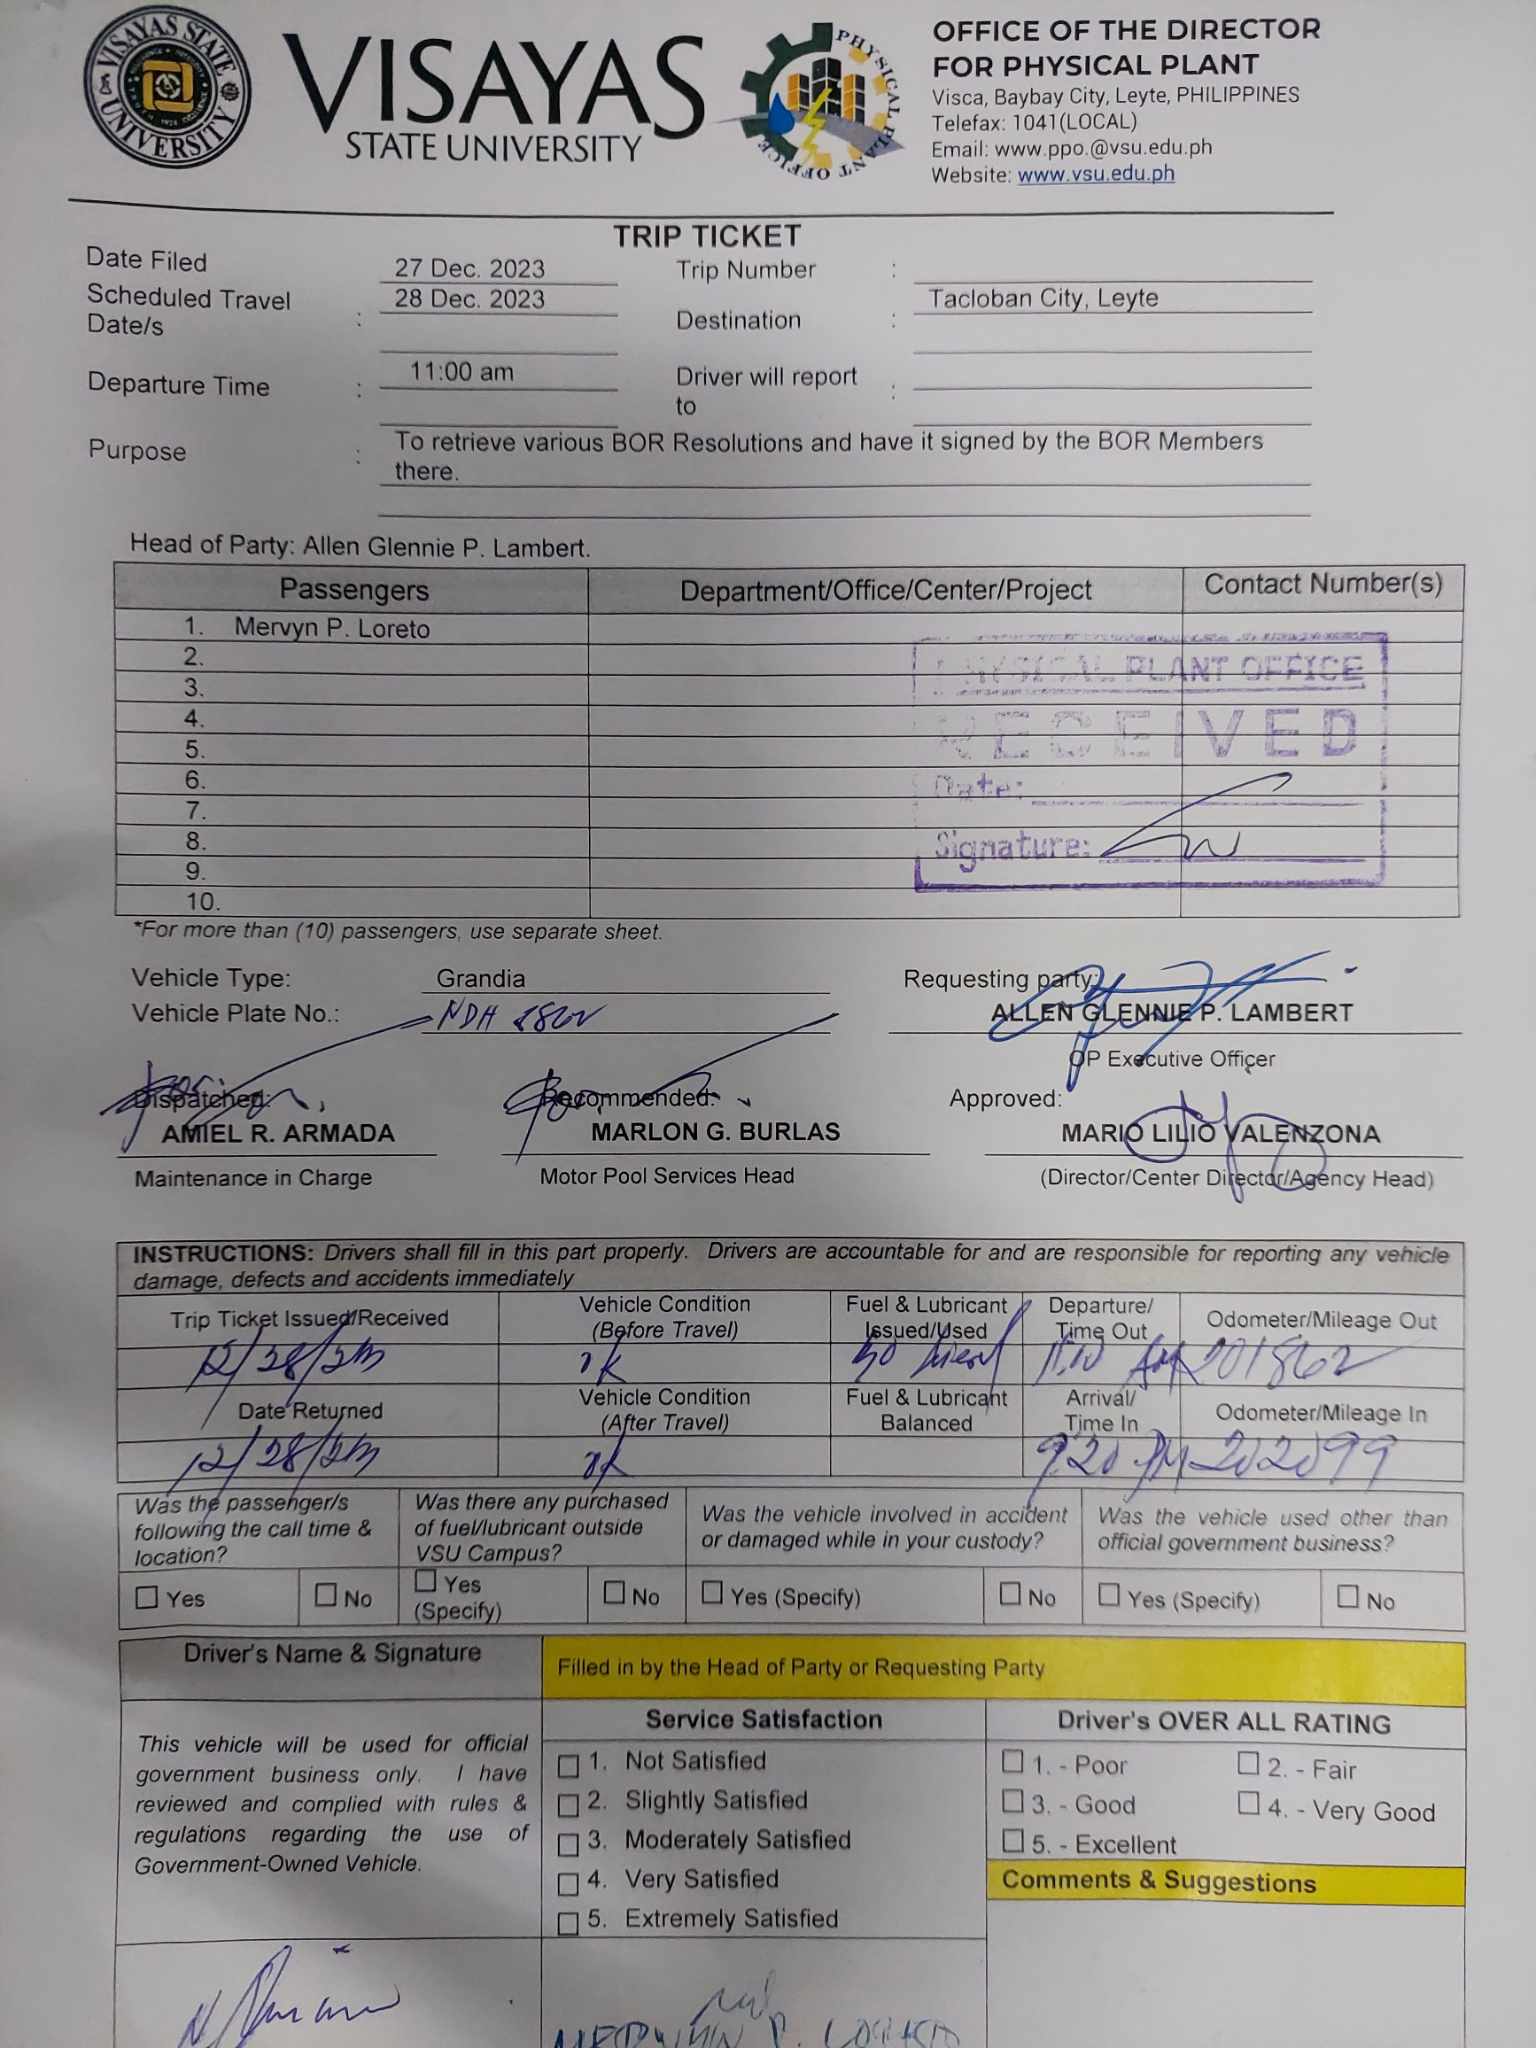 VISAYAS STATE UNIVERSITY
VISAYAS
STATE UNIVERSITY
PHYSICAL PLANT OFFICE
OFFICE OF THE DIRECTOR
FOR PHYSICAL PLANT
Visca, Baybay City, Leyte, PHILIPPINES
Telefax: 1041(LOCAL)
Email: www.ppo.@vsu.edu.ph
Website: www.vsu.edu.ph
TRIP TICKET
Date Filed 27 Dec. 2023 Trip Number :
Scheduled Travel Date/s : 28 Dec. 2023 Destination : Tacloban City, Leyte
Departure Time : 11:00 am Driver will report to :
Purpose : To retrieve various BOR Resolutions and have it signed by the BOR Members
there.
Head of Party: Allen Glennie P. Lambert.
Passengers Department/Office/Center/Project Contact Number(s)
1. Mervyn P. Loreto
2.
3.
4.
5.
6.
7.
8.
9.
10.
PHYSICAL PLANT OFFICE
RECEIVED
Date:
Signature:
*For more than (10) passengers, use separate sheet.
Vehicle Type: Grandia Requesting party:
Vehicle Plate No.: NDH 1862 ALLEN GLENNIE P. LAMBERT
OP Executive Officer
Dispatched: Recommended: Approved:
AMIEL R. ARMADA MARLON G. BURLAS MARIO LILIO VALENZONA
Maintenance in Charge Motor Pool Services Head (Director/Center Director/Agency Head)
INSTRUCTIONS: Drivers shall fill in this part properly. Drivers are accountable for and are responsible for reporting any vehicle
damage, defects and accidents immediately
Trip Ticket Issued/Received Vehicle Condition (Before Travel) Fuel & Lubricant Issued/Used Departure/ Time Out Odometer/Mileage Out
12/28/23 ok 50 diesel 11:10 AM 201862
Date Returned Vehicle Condition (After Travel) Fuel & Lubricant Balanced Arrival/ Time In Odometer/Mileage In
12/28/23 ok 9:20 PM 202099
Was the passenger/s following the call time & location? Was there any purchased of fuel/lubricant outside VSU Campus? Was the vehicle involved in accident or damaged while in your custody? Was the vehicle used other than official government business?
Yes No Yes (Specify) No Yes (Specify) No Yes (Specify) No
Driver's Name & Signature Filled in by the Head of Party or Requesting Party
This vehicle will be used for official
government business only. I have
reviewed and complied with rules &
regulations regarding the use of
Government-Owned Vehicle.
Service Satisfaction
1. Not Satisfied
2. Slightly Satisfied
3. Moderately Satisfied
4. Very Satisfied
5. Extremely Satisfied
Driver's OVER ALL RATING
1. - Poor 2. - Fair
3. - Good 4. - Very Good
5. - Excellent
Comments & Suggestions